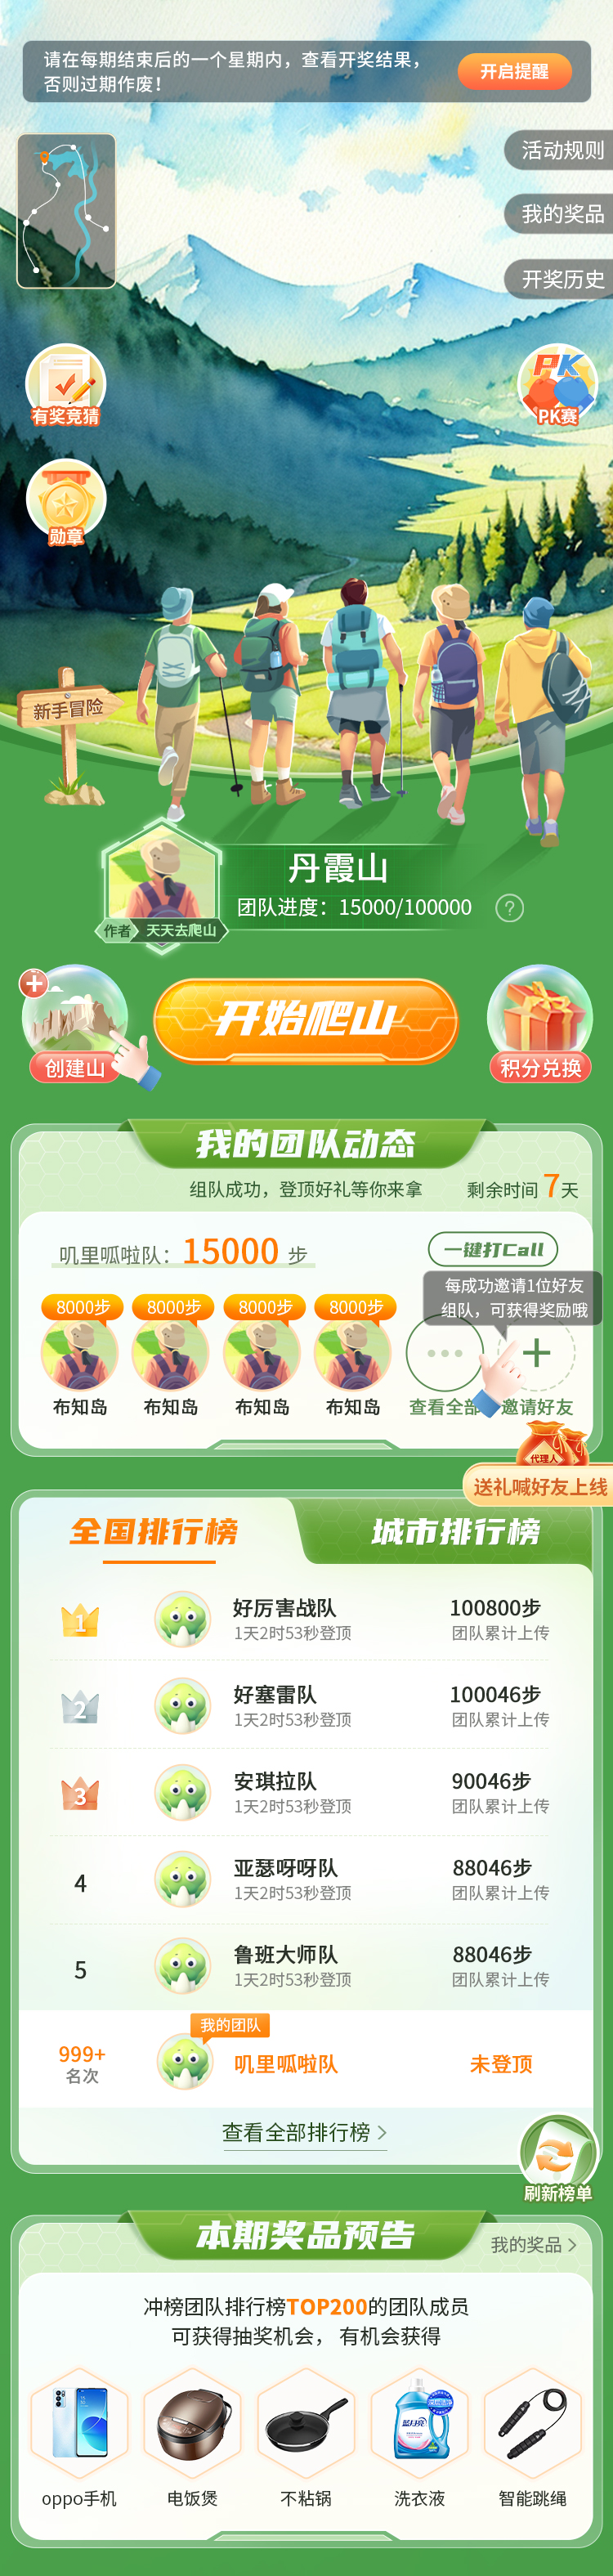 请在每期结束后的一个星期内，查看开奖结果，
否则过期作废！
开启提醒
活动规则
我的奖品
开奖历史
有奖竞猜
PK
PK赛
勋章
新手冒险
丹霞山
团队进度：15000/100000
?
作者 天天去爬山
开始爬山
创建山
积分兑换
我的团队动态
组队成功，登顶好礼等你来拿
剩余时间 7天
叽里呱啦队：15000 步
一键打Call
每成功邀请1位好友
组队，可获得奖励哦
8000步 8000步 8000步 8000步
布知岛 布知岛 布知岛 布知岛
查看全部 邀请好友
代理人
送礼喊好友上线
全国排行榜 城市排行榜
1 好厉害战队 100800步
1天2时53秒登顶 团队累计上传
2 好塞雷队 100046步
1天2时53秒登顶 团队累计上传
3 安琪拉队 90046步
1天2时53秒登顶 团队累计上传
4 亚瑟呀呀队 88046步
1天2时53秒登顶 团队累计上传
5 鲁班大师队 88046步
1天2时53秒登顶 团队累计上传
我的团队
999+
名次
叽里呱啦队 未登顶
查看全部排行榜
刷新榜单
本期奖品预告
我的奖品
冲榜团队排行榜TOP200的团队成员
可获得抽奖机会， 有机会获得
蓝月亮
oppo手机 电饭煲 不粘锅 洗衣液 智能跳绳